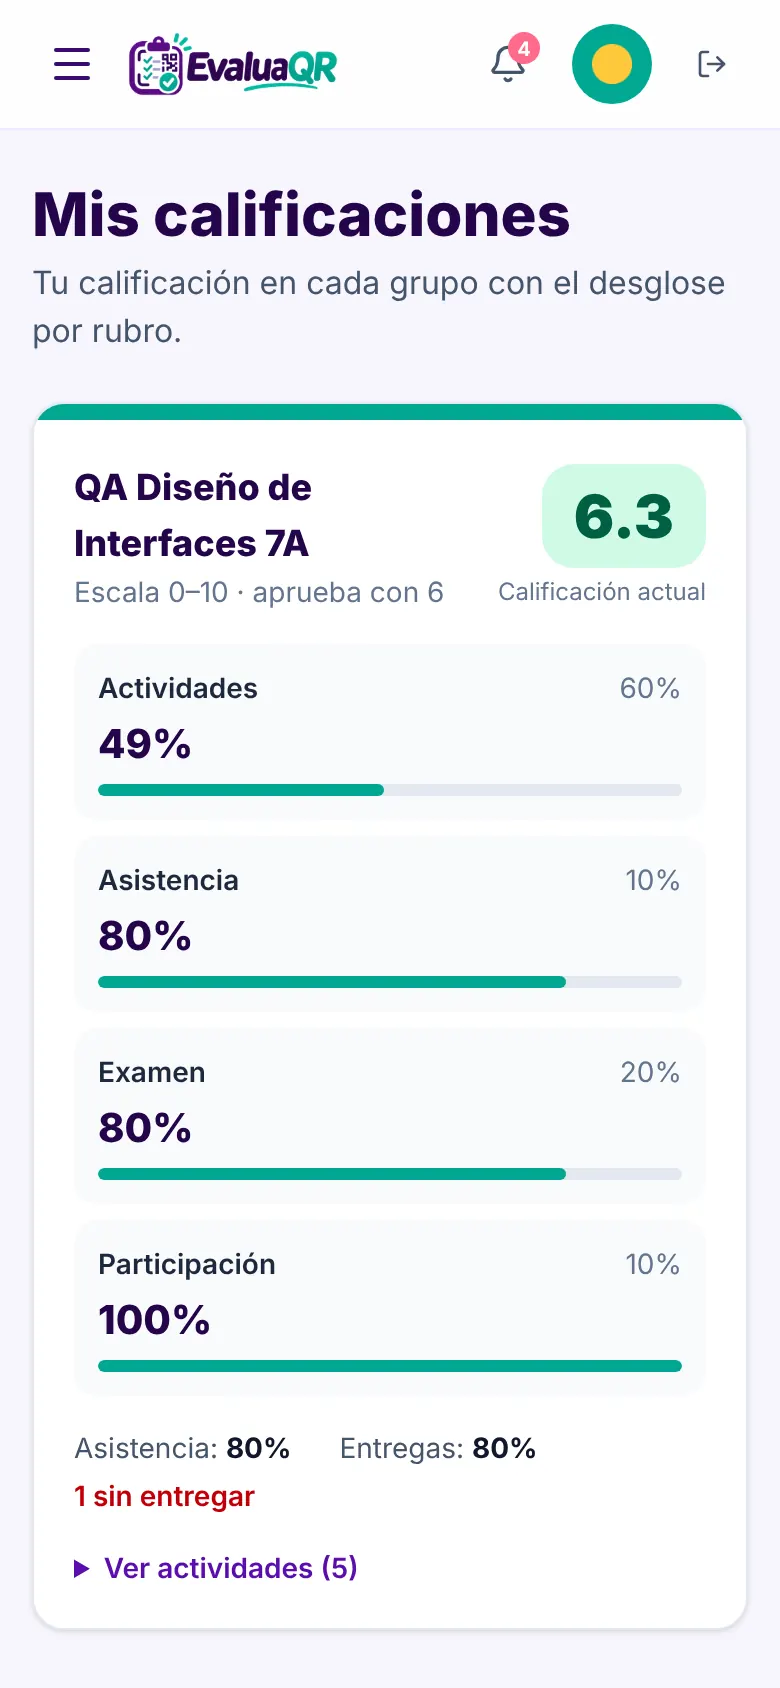 EvaluaQR
4
Mis calificaciones
Tu calificación en cada grupo con el desglose
por rubro.
QA Diseño de
Interfaces 7A
6.3
Escala 0–10 · aprueba con 6
Calificación actual
Actividades 60%
49%
Asistencia 10%
80%
Examen 20%
80%
Participación 10%
100%
Asistencia: 80% Entregas: 80%
1 sin entregar
▶ Ver actividades (5)